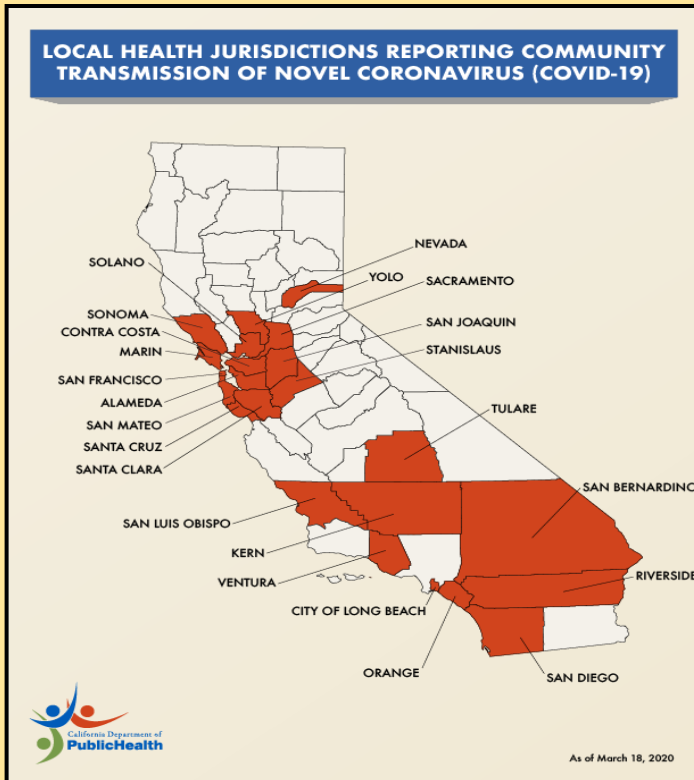 LOCAL HEALTH JURISDICTIONS REPORTING COMMUNITY
TRANSMISSION OF NOVEL CORONAVIRUS (COVID-19)
NEVADA
SOLANO
YOLO
SACRAMENTO
SONOMA
SAN JOAQUIN
CONTRA COSTA
MARIN
STANISLAUS
SAN FRANCISCO
ALAMEDA
TULARE
SAN MATEO
SANTA CRUZ
SANTA CLARA
SAN BERNARDINO
SAN LUIS OBISPO
KERN
RIVERSIDE
VENTURA
CITY OF LONG BEACH
ORANGE
SAN DIEGO
California Department of
PublicHealth
As of March 18, 2020